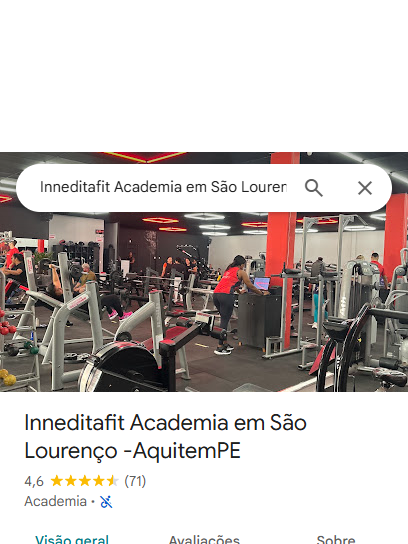 Inneditafit Academia em São Louren
Inneditafit Academia em São
Lourenço -AquitemPE
4,6 (71)
Academia ·
Visão geral Avaliações Sobre